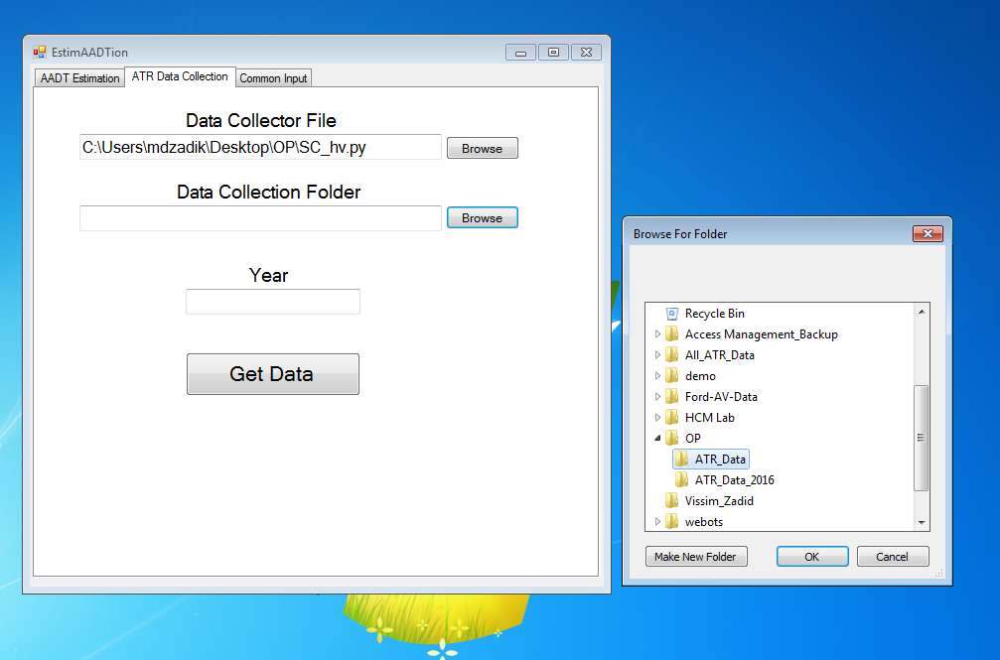 EstimAADTion
AADT Estimation
ATR Data Collection
Common Input
Data Collector File
C:\Users\mdzadik\Desktop\OP\SC_hv.py
Browse
Data Collection Folder
Browse
Year
Get Data
Browse For Folder
Recycle Bin
Access Management_Backup
All_ATR_Data
demo
Ford-AV-Data
HCM Lab
OP
ATR_Data
ATR_Data_2016
Vissim_Zadid
webots
Make New Folder
OK
Cancel